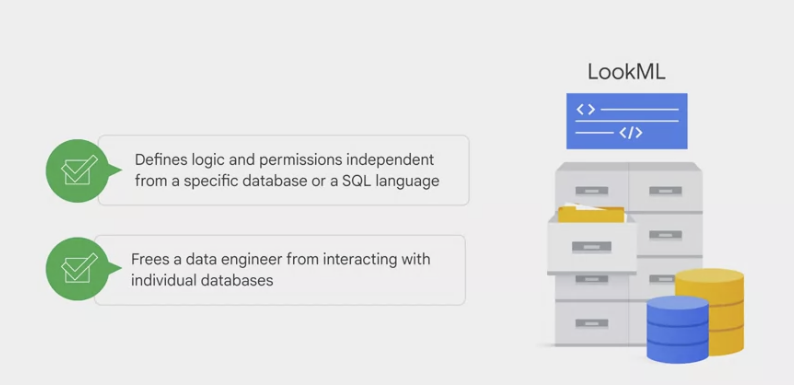 LookML
Defines logic and permissions independent
from a specific database or a SQL language
Frees a data engineer from interacting with
individual databases